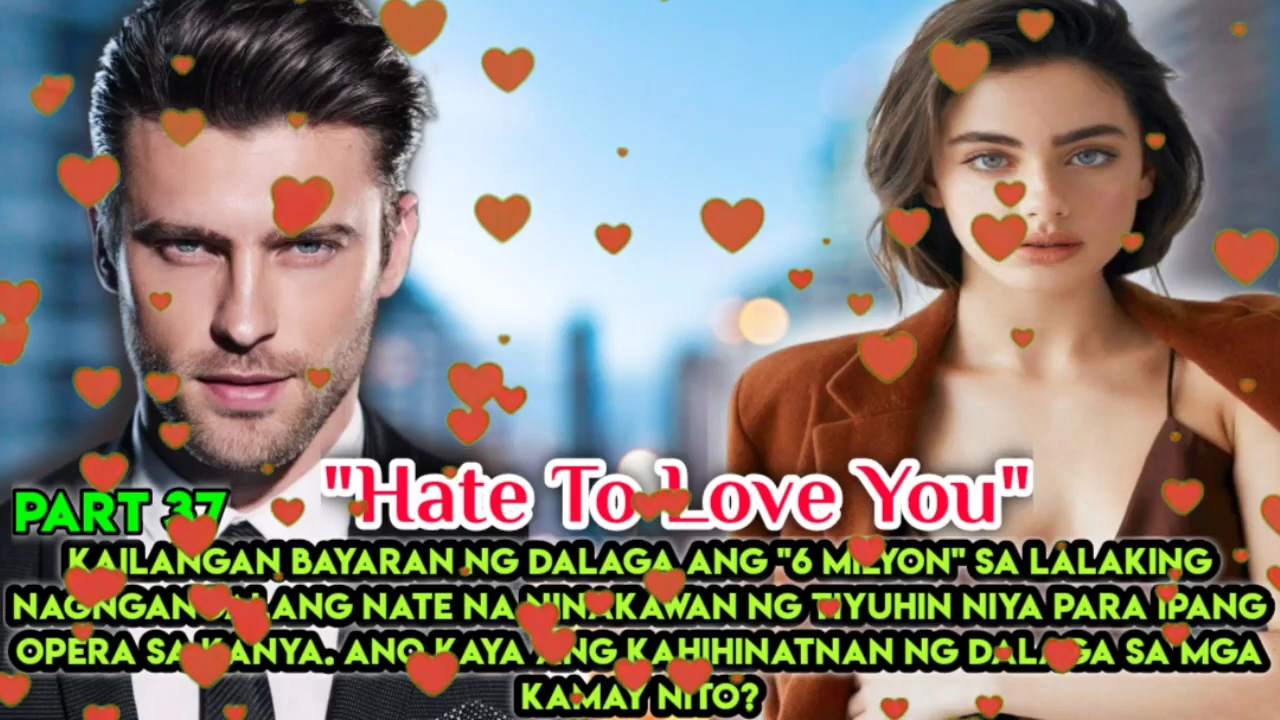 "Hate To Love You"
PART 37
KAILANGAN BAYARAN NG DALAGA ANG "6 MILYON" SA LALAKING
ANG NATE NA NINAKAWAN NG TIYUHIN NIYA PARA IPANG
OPERA SA KANYA. ANO KAYA ANG KAHIHINATNAN NG DALAGA SA MGA
KAMAY NITO?